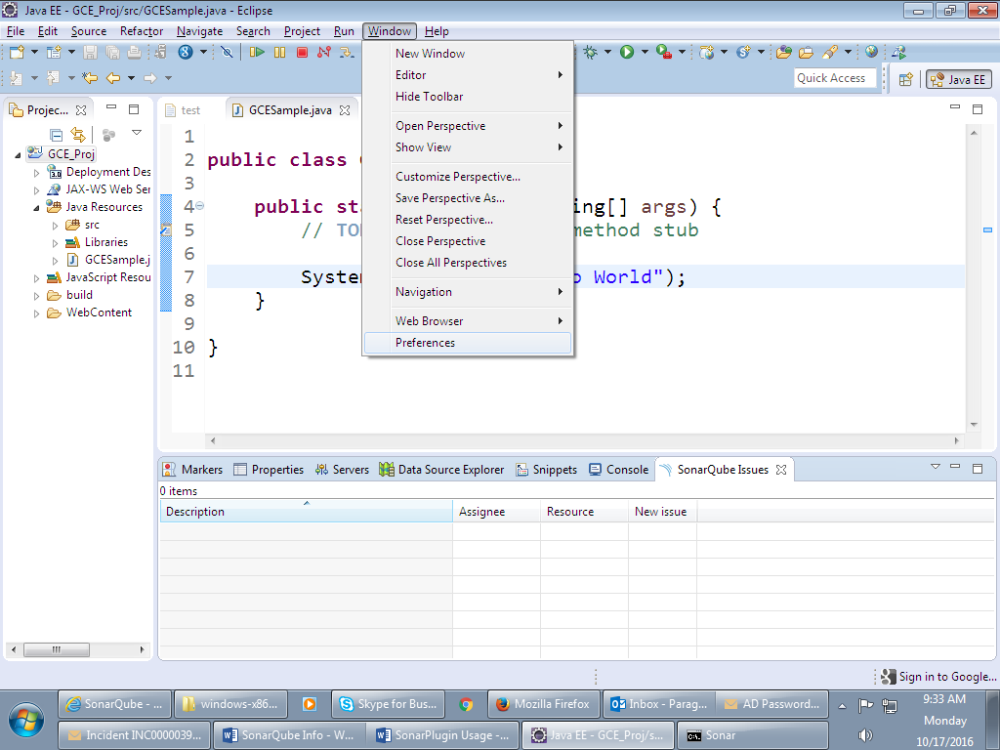 Java EE - GCE_Proj/src/GCESample.java - Eclipse
File Edit Source Refactor Navigate Search Project Run Window Help
Quick Access
Java EE
Projec...
GCE_Proj
Deployment Des
JAX-WS Web Ser
Java Resources
src
Libraries
GCESample.j
JavaScript Resou
build
WebContent
test
GCESample.java
1
2 public class
3
4 public sta ing[] args) {
5 // TO method stub
6
7 System World");
8 }
9
10 }
11
New Window
Editor
Hide Toolbar
Open Perspective
Show View
Customize Perspective...
Save Perspective As...
Reset Perspective...
Close Perspective
Close All Perspectives
Navigation
Web Browser
Preferences
Markers Properties Servers Data Source Explorer Snippets Console SonarQube Issues
0 items
Description Assignee Resource New issue
Sign in to Google...
SonarQube - ... windows-x86... Skype for Bus... Mozilla Firefox Inbox - Parag... AD Password...
Incident INC0000039... SonarQube Info - W... SonarPlugin Usage -... Java EE - GCE_Proj/s... Sonar
9:33 AM
Monday
10/17/2016